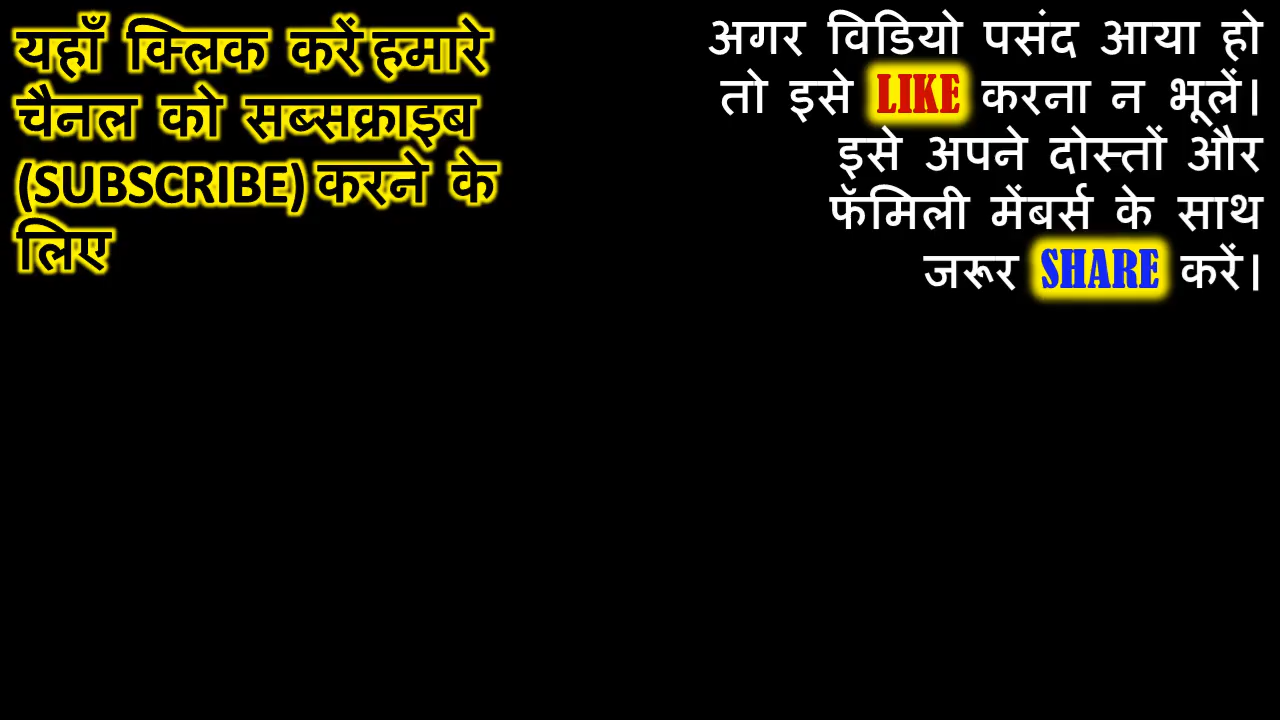 यहाँ क्लिक करें हमारे
चैनल को सब्सक्राइब
(SUBSCRIBE) करने के
लिए
अगर विडियो पसंद आया हो
तो इसे LIKE करना न भूलें।
इसे अपने दोस्तों और
फॅमिली मेंबर्स के साथ
जरूर SHARE करें।